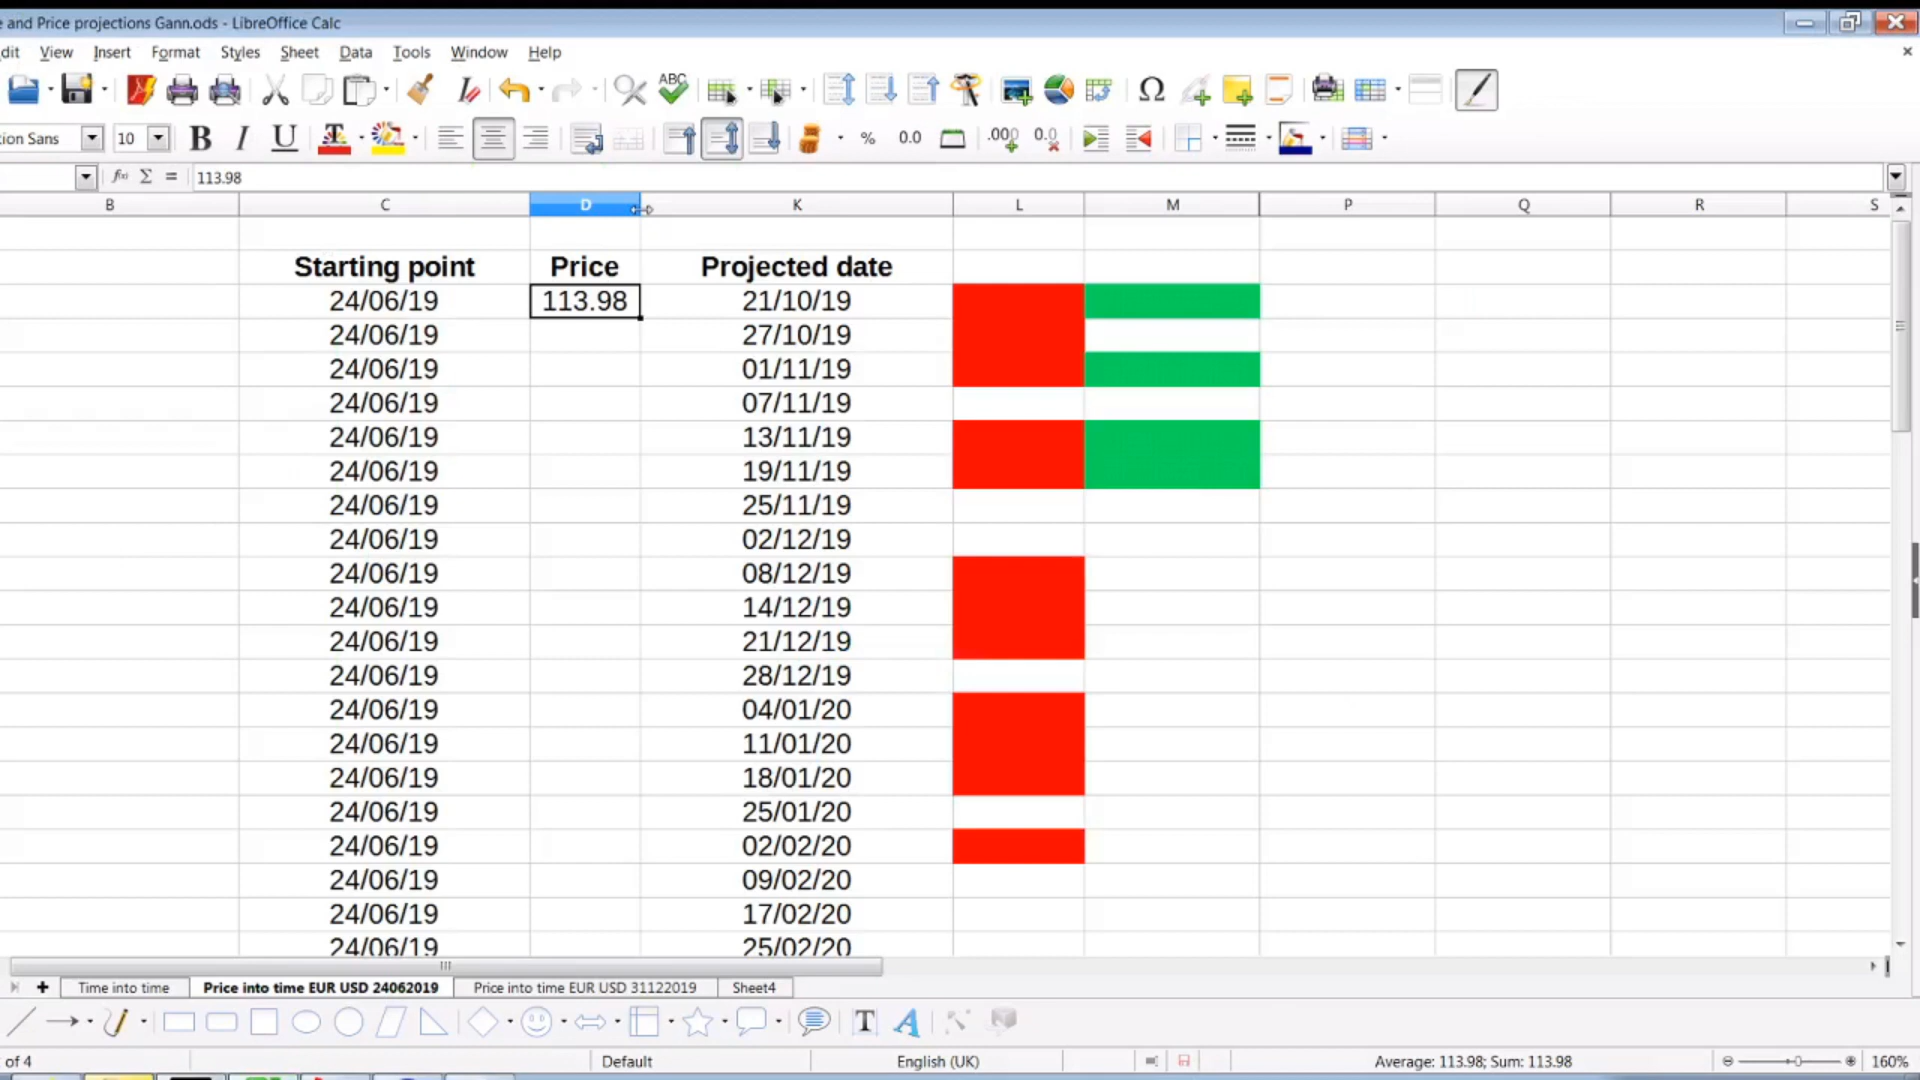 e and Price projections Gann.ods - LibreOffice Calc
dit View Insert Format Styles Sheet Data Tools Window Help
ABC
ion Sans 10 B I U T % 0.0 .000 0.0
fx Σ = 113.98
B C D K L M P Q R S
Starting point Price Projected date
24/06/19 113.98 21/10/19
24/06/19 27/10/19
24/06/19 01/11/19
24/06/19 07/11/19
24/06/19 13/11/19
24/06/19 19/11/19
24/06/19 25/11/19
24/06/19 02/12/19
24/06/19 08/12/19
24/06/19 14/12/19
24/06/19 21/12/19
24/06/19 28/12/19
24/06/19 04/01/20
24/06/19 11/01/20
24/06/19 18/01/20
24/06/19 25/01/20
24/06/19 02/02/20
24/06/19 09/02/20
24/06/19 17/02/20
24/06/19 25/02/20
Time into time Price into time EUR USD 24062019 Price into time EUR USD 31122019 Sheet4
T A
of 4 Default English (UK) Average: 113.98; Sum: 113.98 160%